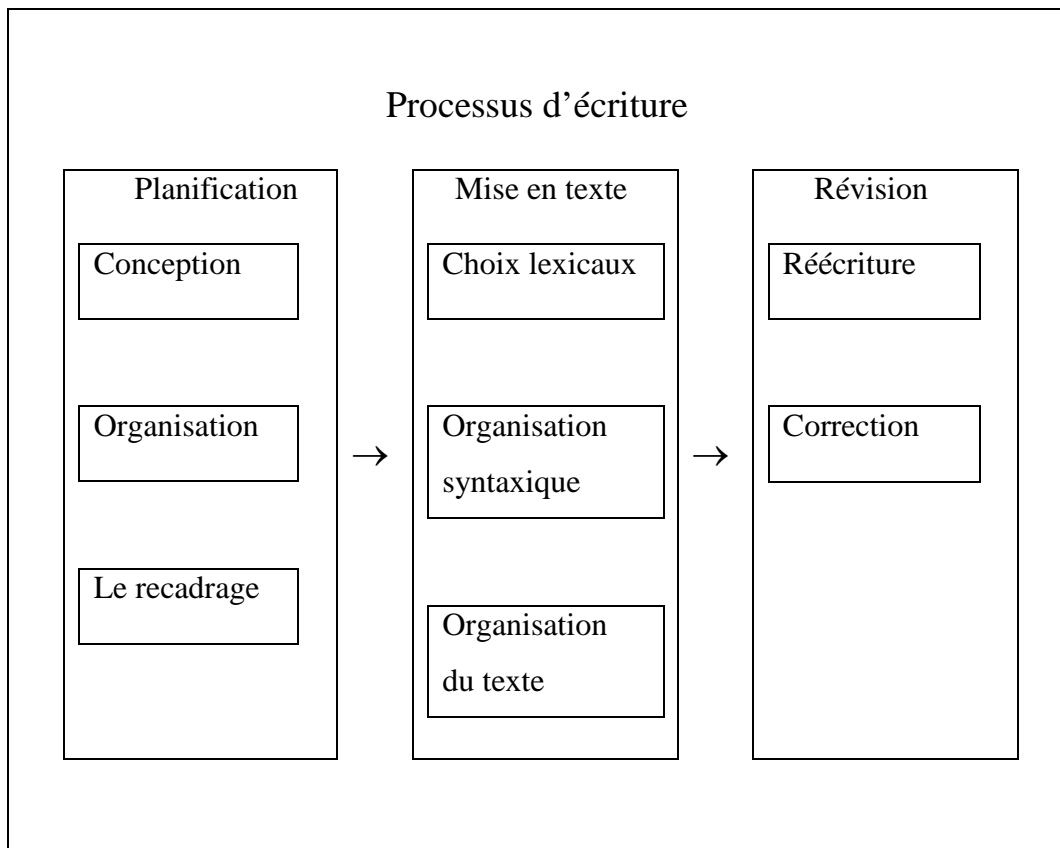 Processus d’écriture
Planification
Conception
Organisation
Le recadrage
→
Mise en texte
Choix lexicaux
Organisation
syntaxique
Organisation
du texte
→
Révision
Réécriture
Correction